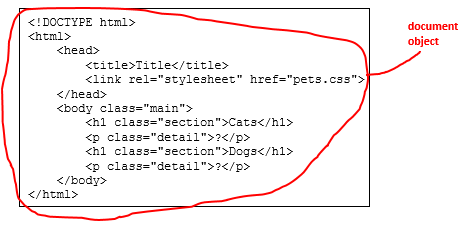 <!DOCTYPE html>
<html>
    <head>
        <title>Title</title>
        <link rel="stylesheet" href="pets.css">
    </head>
    <body class="main">
        <h1 class="section">Cats</h1>
        <p class="detail">?</p>
        <h1 class="section">Dogs</h1>
        <p class="detail">?</p>
    </body>
</html>
document
object